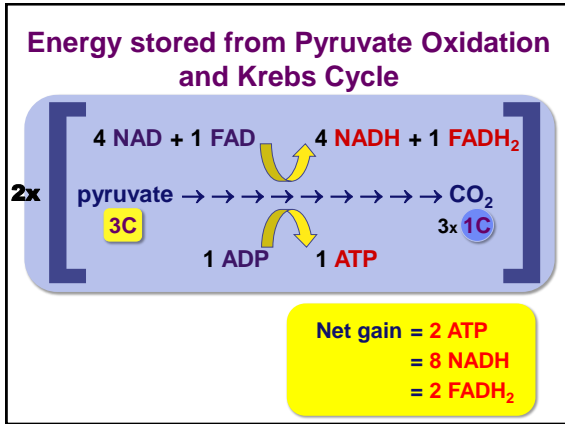 Energy stored from Pyruvate Oxidation
and Krebs Cycle
4 NAD + 1 FAD 4 NADH + 1 FADH₂
2x pyruvate → → → → → → → → → CO₂
3C 3x 1C
1 ADP 1 ATP
Net gain = 2 ATP
= 8 NADH
= 2 FADH₂